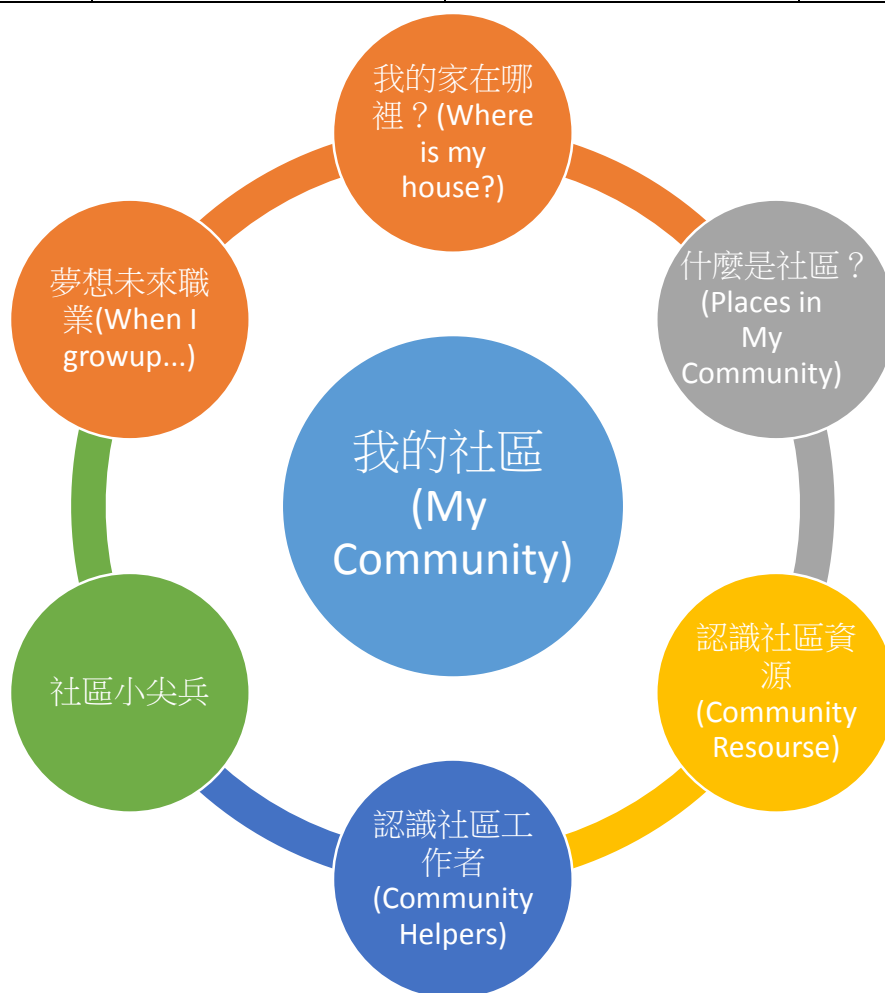 我的家在哪
裡？(Where
is my
house?)
什麼是社區？
(Places in
My
Community)
認識社區資
源
(Community
Resourse)
認識社區工
作者
(Community
Helpers)
社區小尖兵
夢想未來職
業(When I
growup...)
我的社區
(My
Community)